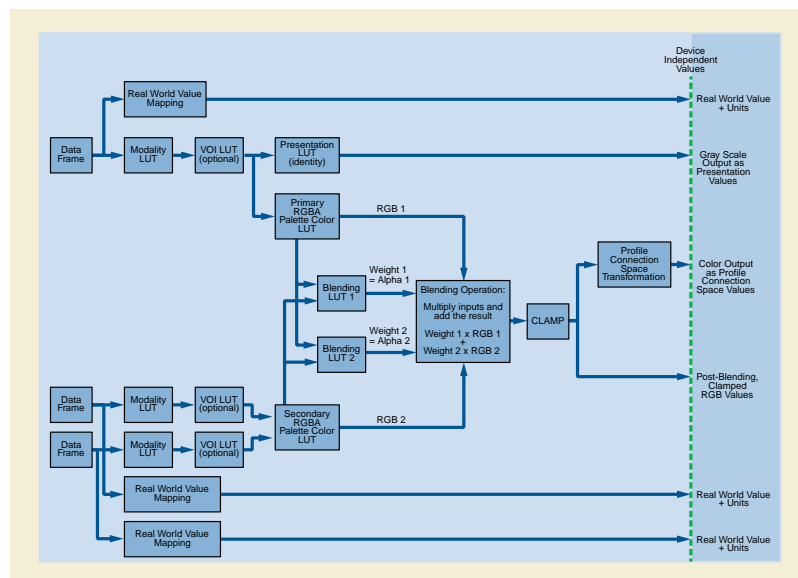 Device
Independent
Values
Real World Value
Mapping
Real World Value
+ Units
Data
Frame
Modality
LUT
VOI LUT
(optional)
Presentation
LUT
(identity)
Gray Scale
Output as
Presentation
Values
Primary
RGBA
Palette Color
LUT
RGB 1
Profile
Connection
Space
Transformation
Color Output
as Profile
Connection
Space Values
Blending
LUT 1
Weight 1
= Alpha 1
Blending Operation:
Multiply inputs and
add the result
Weight 1 x RGB 1
+
Weight 2 x RGB 2
CLAMP
Blending
LUT 2
Weight 2
= Alpha 2
Post-Blending,
Clamped
RGB Values
Data
Frame
Modality
LUT
VOI LUT
(optional)
Secondary
RGBA
Palette Color
LUT
RGB 2
Data
Frame
Modality
LUT
VOI LUT
(optional)
Real World Value
Mapping
Real World Value
+ Units
Real World Value
Mapping
Real World Value
+ Units